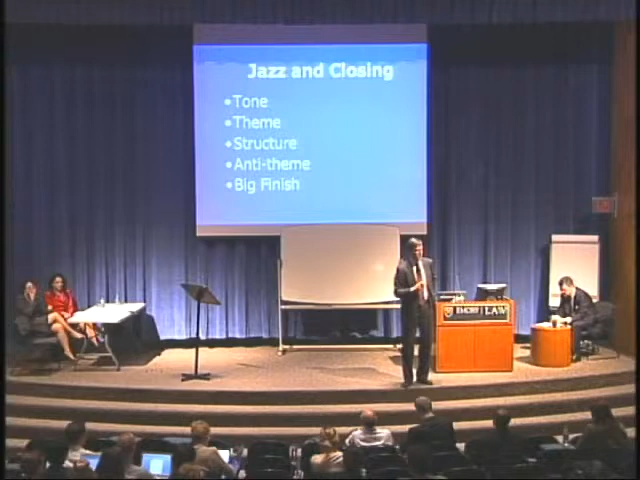 Jazz and Closing
•Tone
•Theme
•Structure
•Anti-theme
•Big Finish
EMORY | LAW